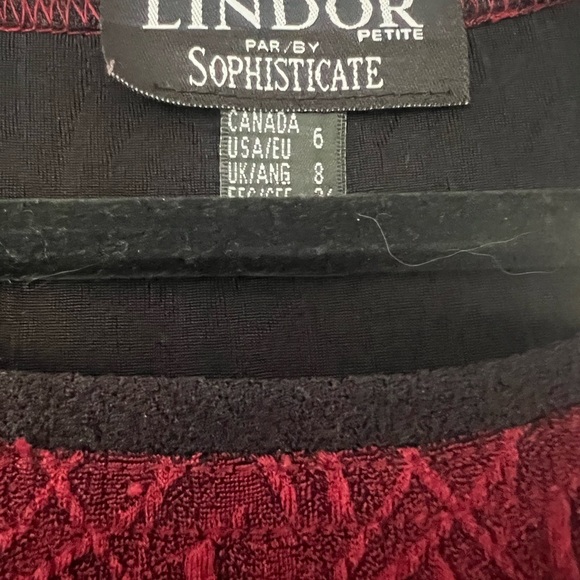 LINDOR
PETITE
PAR/BY
SOPHISTICATE
CANADA 6
USA/EU
UK/ANG 8